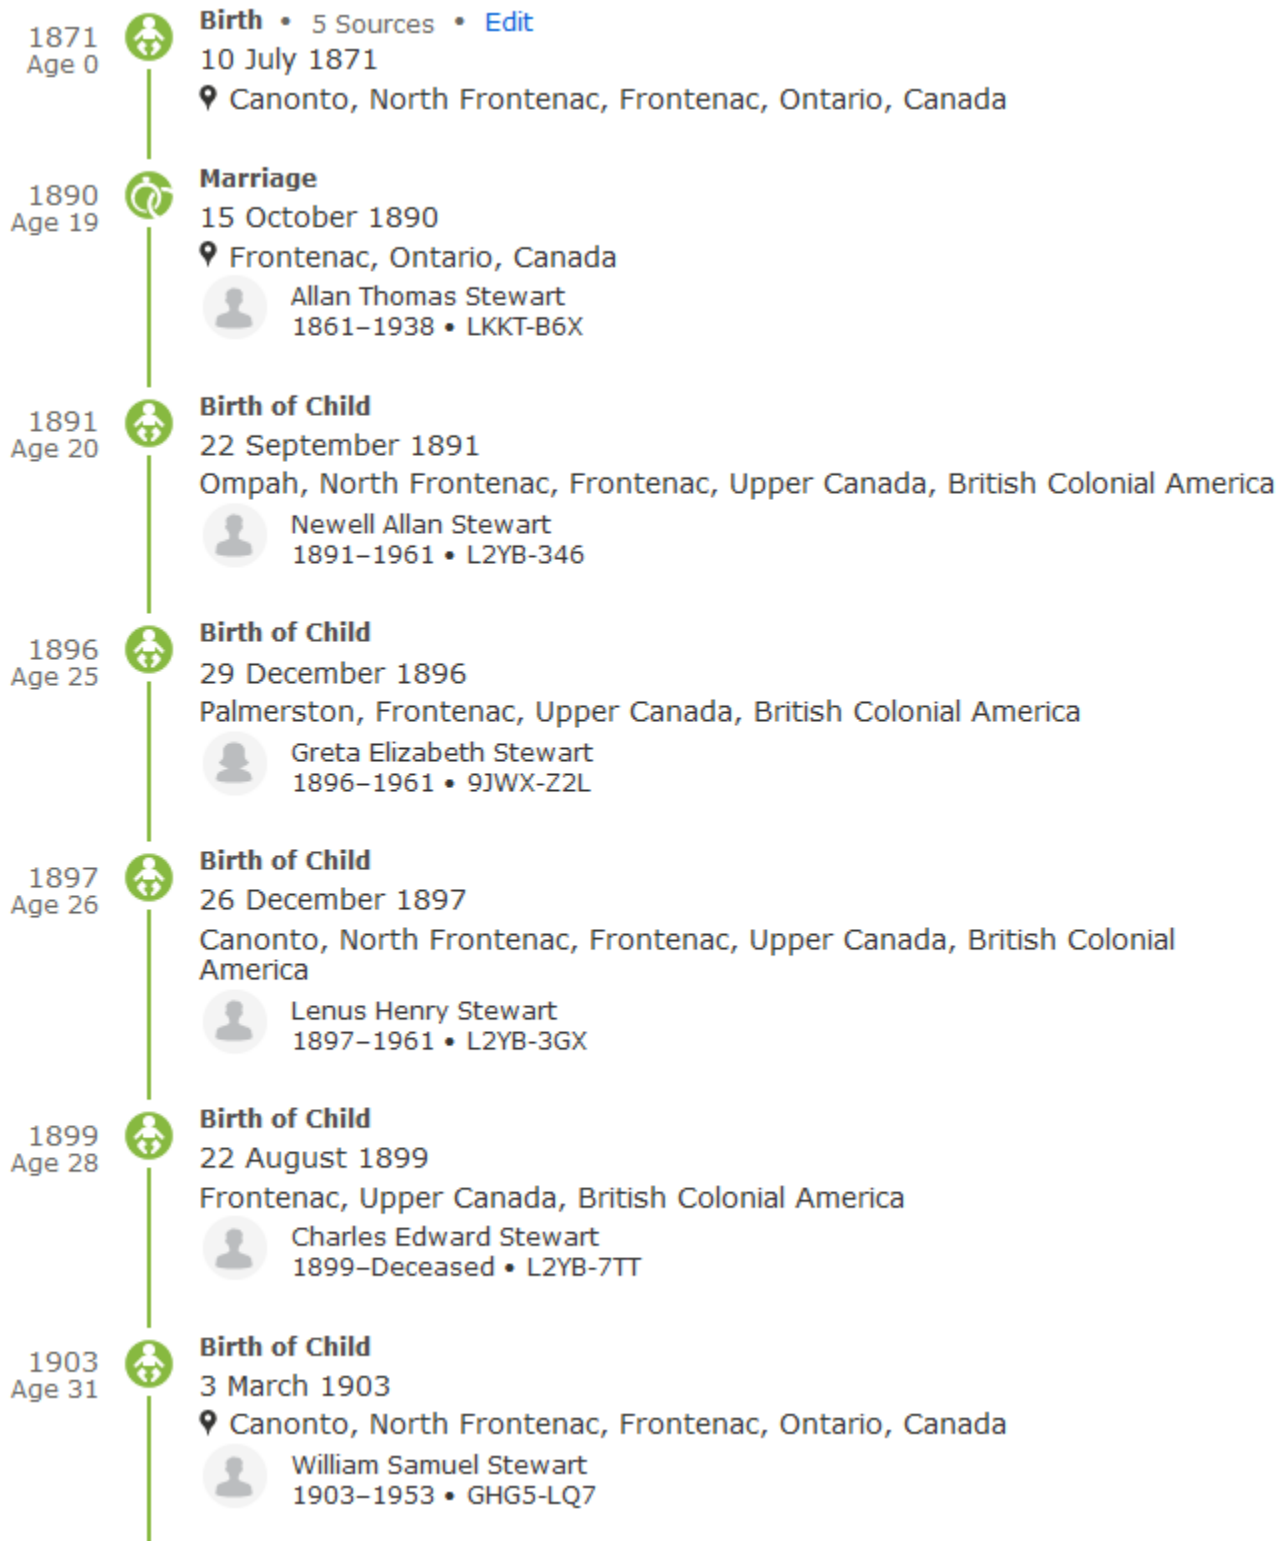 1871
Age 0
Birth • 5 Sources • Edit
10 July 1871
Canonto, North Frontenac, Frontenac, Ontario, Canada
1890
Age 19
Marriage
15 October 1890
Frontenac, Ontario, Canada
Allan Thomas Stewart
1861–1938 • LKKT-B6X
1891
Age 20
Birth of Child
22 September 1891
Ompah, North Frontenac, Frontenac, Upper Canada, British Colonial America
Newell Allan Stewart
1891–1961 • L2YB-346
1896
Age 25
Birth of Child
29 December 1896
Palmerston, Frontenac, Upper Canada, British Colonial America
Greta Elizabeth Stewart
1896–1961 • 9JWX-Z2L
1897
Age 26
Birth of Child
26 December 1897
Canonto, North Frontenac, Frontenac, Upper Canada, British Colonial
America
Lenus Henry Stewart
1897–1961 • L2YB-3GX
1899
Age 28
Birth of Child
22 August 1899
Frontenac, Upper Canada, British Colonial America
Charles Edward Stewart
1899–Deceased • L2YB-7TT
1903
Age 31
Birth of Child
3 March 1903
Canonto, North Frontenac, Frontenac, Ontario, Canada
William Samuel Stewart
1903–1953 • GHG5-LQ7